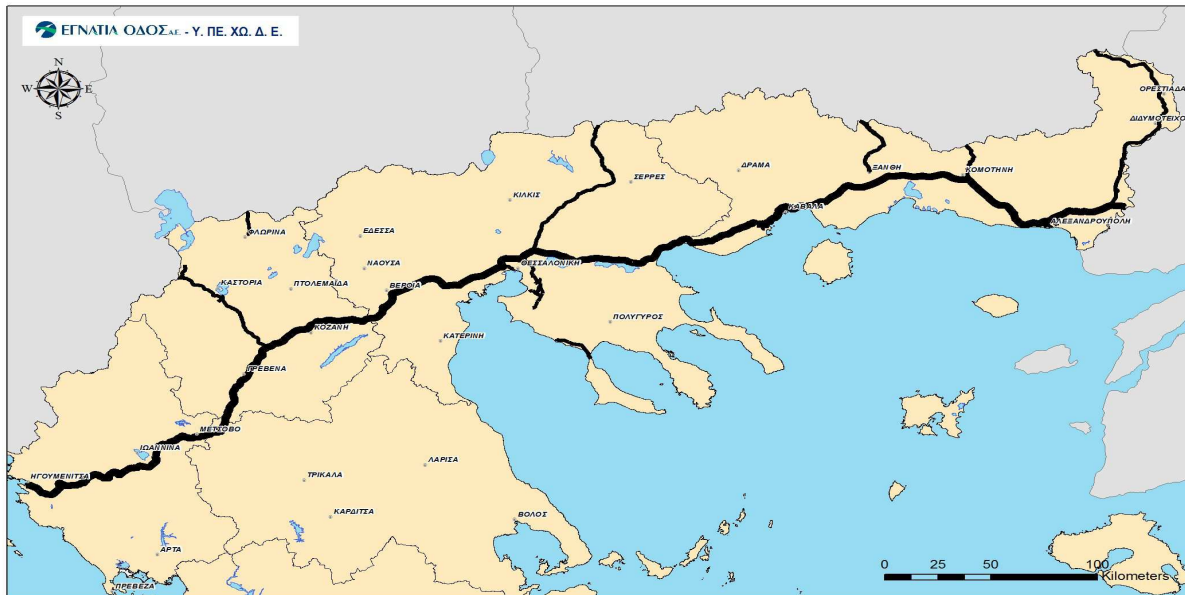 ΕΓΝΑΤΙΑ ΟΔΟΣ Α.Ε. - Υ. ΠΕ. ΧΩ. Δ. Ε.
N
W E
S
ΟΡΕΣΤΙΑΔΑ
ΔΙΔΥΜΟΤΕΙΧΟ
ΔΡΑΜΑ
ΞΑΝΘΗ
ΚΟΜΟΤΗΝΗ
ΣΕΡΡΕΣ
ΚΙΛΚΙΣ
ΚΑΒΑΛΑ
ΑΛΕΞΑΝΔΡΟΥΠΟΛΗ
ΦΛΩΡΙΝΑ
ΕΔΕΣΣΑ
ΝΑΟΥΣΑ
ΘΕΣΣΑΛΟΝΙΚΗ
ΚΑΣΤΟΡΙΑ
ΠΤΟΛΕΜΑΙΔΑ
ΒΕΡΟΙΑ
ΠΟΛΥΓΥΡΟΣ
ΚΟΖΑΝΗ
ΚΑΤΕΡΙΝΗ
ΓΡΕΒΕΝΑ
ΜΕΤΣΟΒΟ
ΙΩΑΝΝΙΝΑ
ΛΑΡΙΣΑ
ΗΓΟΥΜΕΝΙΤΣΑ
ΤΡΙΚΑΛΑ
ΚΑΡΔΙΤΣΑ
ΒΟΛΟΣ
ΑΡΤΑ
ΠΡΕΒΕΖΑ
0 25 50 100
Kilometers